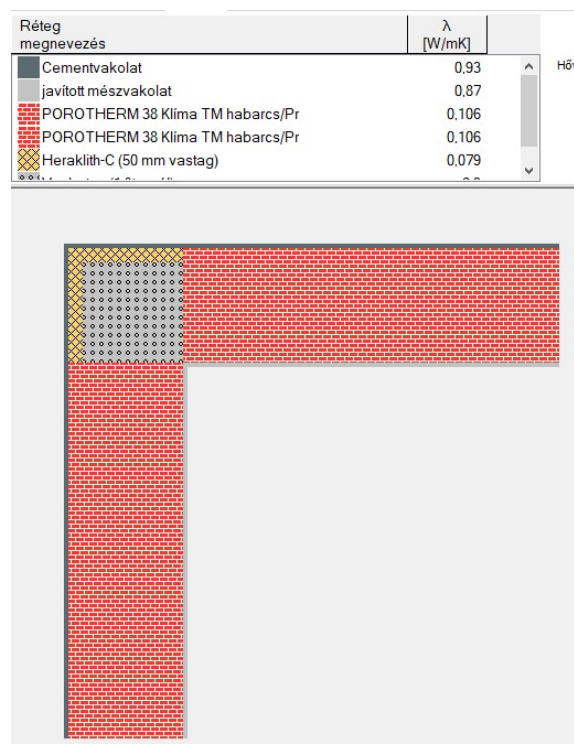 Réteg
megnevezés
λ
[W/mK]
Cementvakolat 0,93
javított mészvakolat 0,87
POROTHERM 38 Klíma TM habarcs/Pr 0,106
POROTHERM 38 Klíma TM habarcs/Pr 0,106
Heraklith-C (50 mm vastag) 0,079